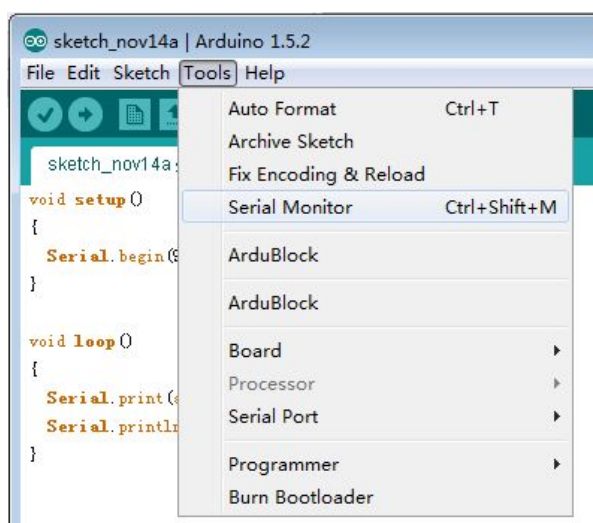 sketch_nov14a | Arduino 1.5.2
File Edit Sketch Tools Help
Auto Format Ctrl+T
Archive Sketch
Fix Encoding & Reload
Serial Monitor Ctrl+Shift+M
ArduBlock
ArduBlock
Board
Processor
Serial Port
Programmer
Burn Bootloader
sketch_nov14a
void setup()
{
Serial.begin(9
}
void loop()
{
Serial.print(
Serial.println
}